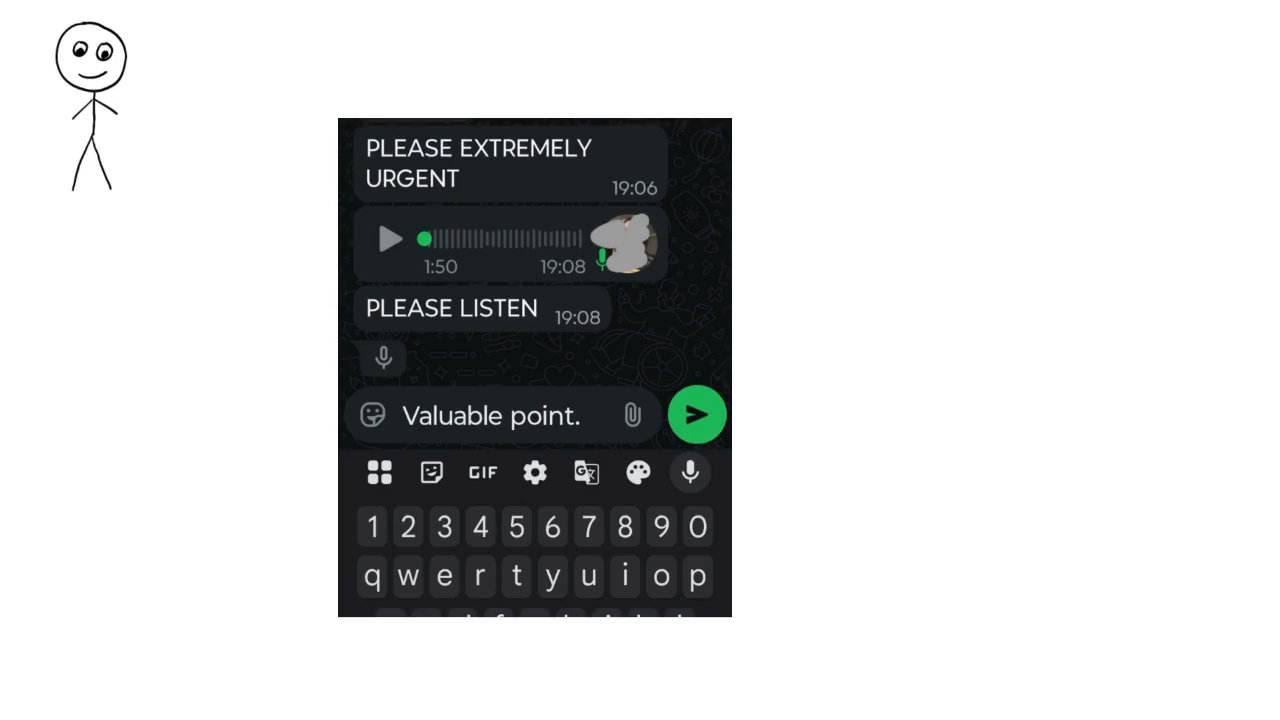 PLEASE EXTREMELY
URGENT
19:06
1:50 19:08
PLEASE LISTEN 19:08
Valuable point.
GIF
1 2 3 4 5 6 7 8 9 0
q w e r t y u i o p